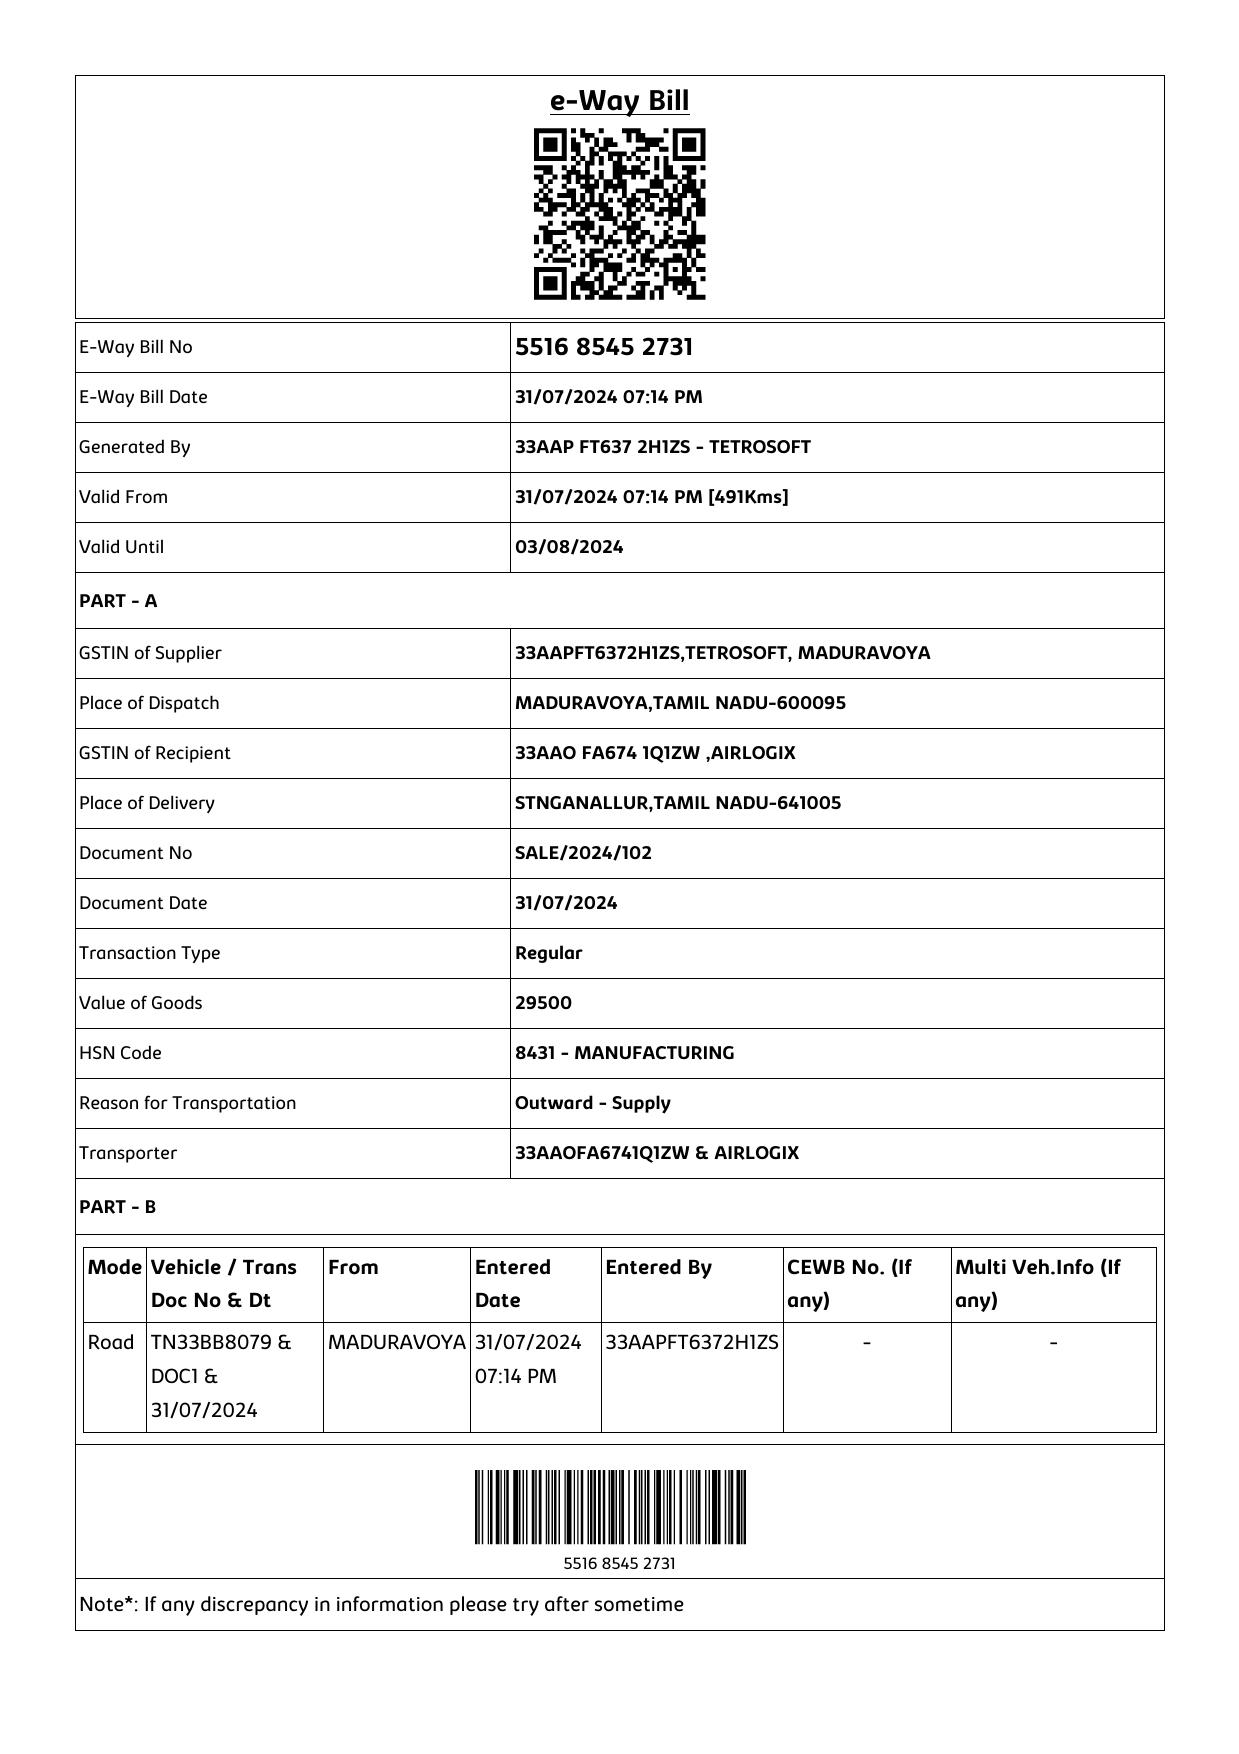 e-Way Bill
E-Way Bill No 5516 8545 2731
E-Way Bill Date 31/07/2024 07:14 PM
Generated By 33AAP FT637 2H1ZS - TETROSOFT
Valid From 31/07/2024 07:14 PM [491Kms]
Valid Until 03/08/2024
PART - A
GSTIN of Supplier 33AAPFT6372H1ZS,TETROSOFT, MADURAVOYA
Place of Dispatch MADURAVOYA,TAMIL NADU-600095
GSTIN of Recipient 33AAO FA674 1Q1ZW ,AIRLOGIX
Place of Delivery STNGANALLUR,TAMIL NADU-641005
Document No SALE/2024/102
Document Date 31/07/2024
Transaction Type Regular
Value of Goods 29500
HSN Code 8431 - MANUFACTURING
Reason for Transportation Outward - Supply
Transporter 33AAOFA6741Q1ZW & AIRLOGIX
PART - B
Mode Vehicle / Trans From Entered Entered By CEWB No. (If Multi Veh.Info (If
Doc No & Dt Date any) any)
Road TN33BB8079 & MADURAVOYA 31/07/2024 33AAPFT6372H1ZS - -
DOC1 & 07:14 PM
31/07/2024
5516 8545 2731
Note*: If any discrepancy in information please try after sometime